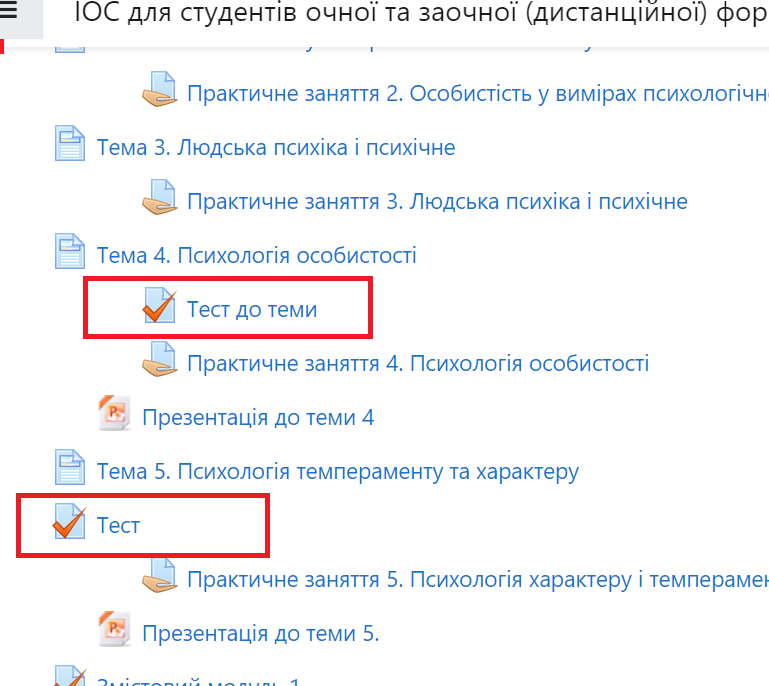 ІОС для студентів очної та заочної (дистанційної) фор
Практичне заняття 2. Особистість у вимірах психологічн
Тема 3. Людська психіка і психічне
Практичне заняття 3. Людська психіка і психічне
Тема 4. Психологія особистості
Тест до теми
Практичне заняття 4. Психологія особистості
Презентація до теми 4
Тема 5. Психологія темпераменту та характеру
Тест
Практичне заняття 5. Психологія характеру і темпераме
Презентація до теми 5.
Змістовий модуль 1